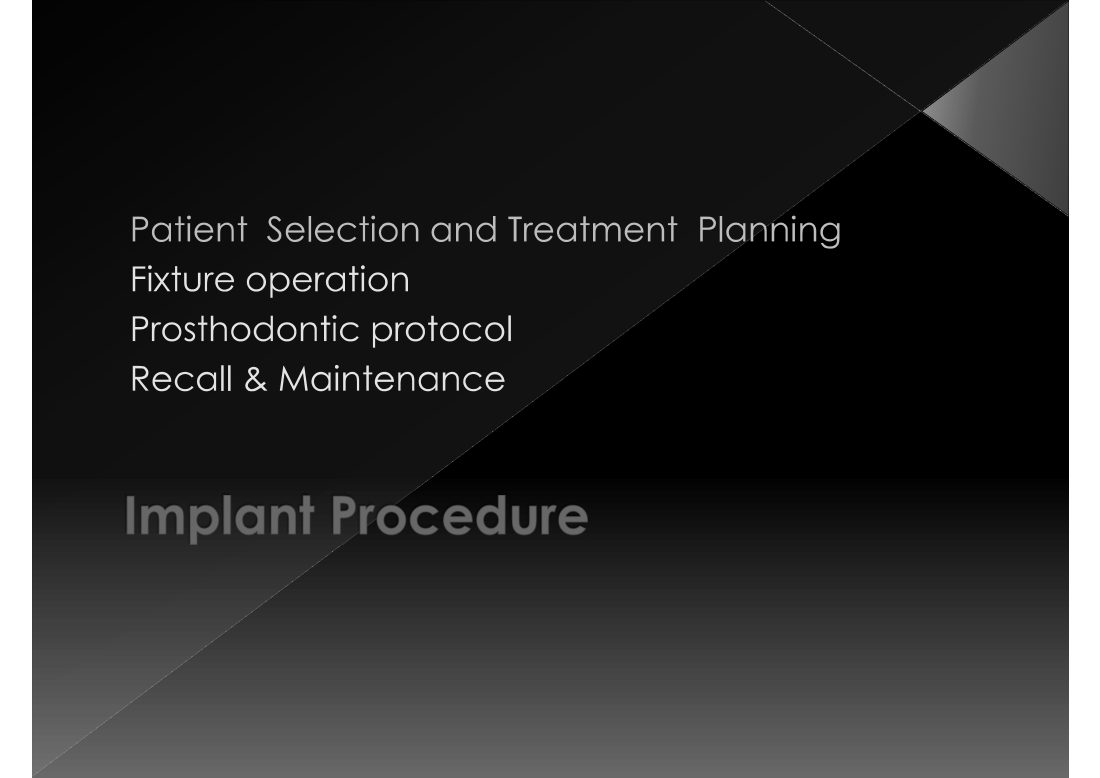 Patient Selection and Treatment Planning
Fixture operation
Prosthodontic protocol
Recall & Maintenance
Implant Procedure